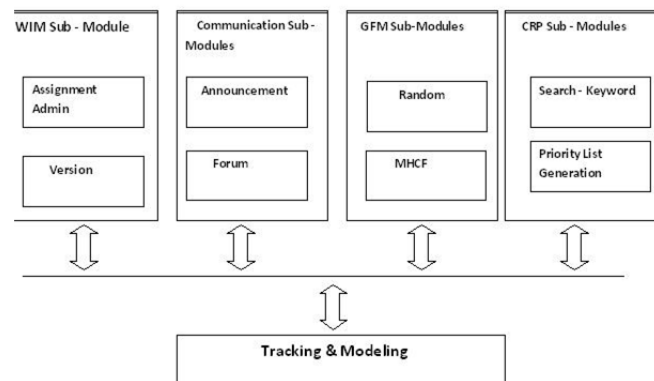 WIM Sub - Module
Assignment
Admin
Version
Communication Sub -
Modules
Announcement
Forum
GFM Sub-Modules
Random
MHCF
CRP Sub - Modules
Search - Keyword
Priority List
Generation
Tracking & Modeling